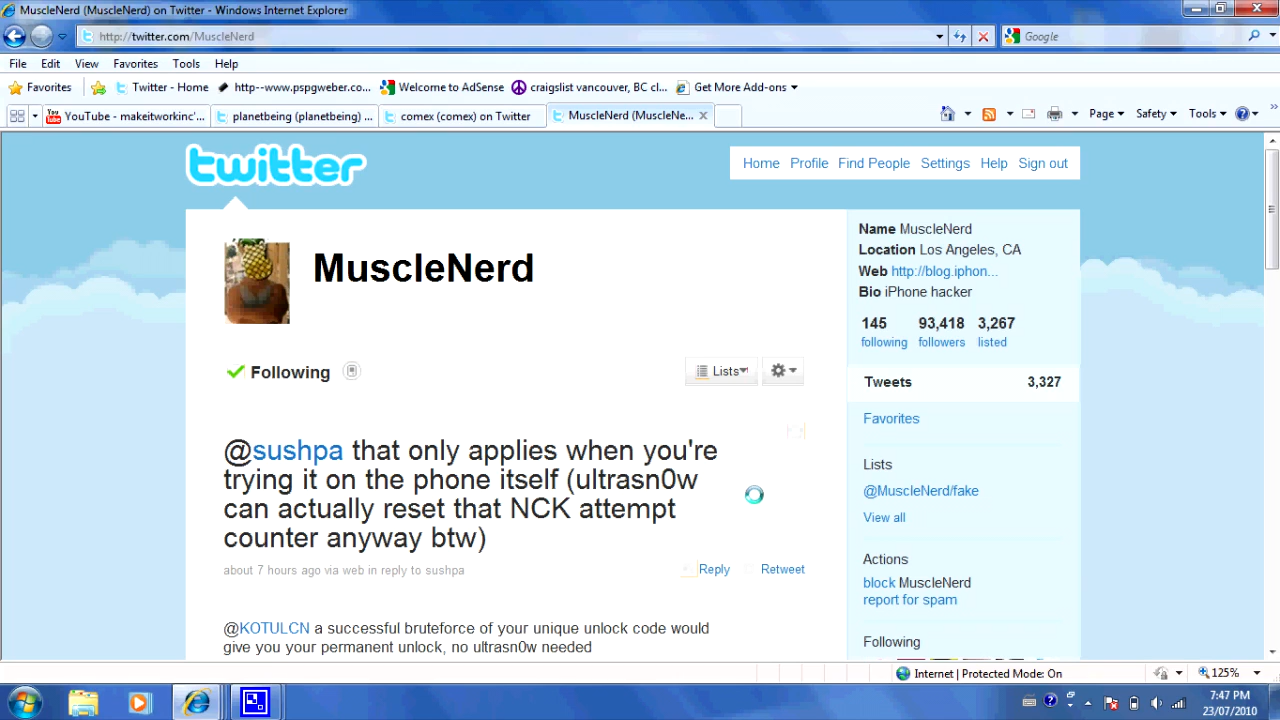 MuscleNerd (MuscleNerd) on Twitter - Windows Internet Explorer
http://twitter.com/MuscleNerd
Google
File Edit View Favorites Tools Help
Favorites Twitter - Home http--www.pspgweber.co... Welcome to AdSense craigslist vancouver, BC cl... Get More Add-ons
YouTube - makeitworkinc'... planetbeing (planetbeing) ... comex (comex) on Twitter MuscleNerd (MuscleNe... Page Safety Tools
twitter
Home Profile Find People Settings Help Sign out
MuscleNerd
Following
Lists
@sushpa that only applies when you're
trying it on the phone itself (ultrasn0w
can actually reset that NCK attempt
counter anyway btw)
about 7 hours ago via web in reply to sushpa
Reply Retweet
@KOTULCN a successful bruteforce of your unique unlock code would
give you your permanent unlock, no ultrasn0w needed
Name MuscleNerd
Location Los Angeles, CA
Web http://blog.iphon...
Bio iPhone hacker
145 93,418 3,267
following followers listed
Tweets 3,327
Favorites
Lists
@MuscleNerd/fake
View all
Actions
block MuscleNerd
report for spam
Following
Internet | Protected Mode: On
125%
7:47 PM
23/07/2010